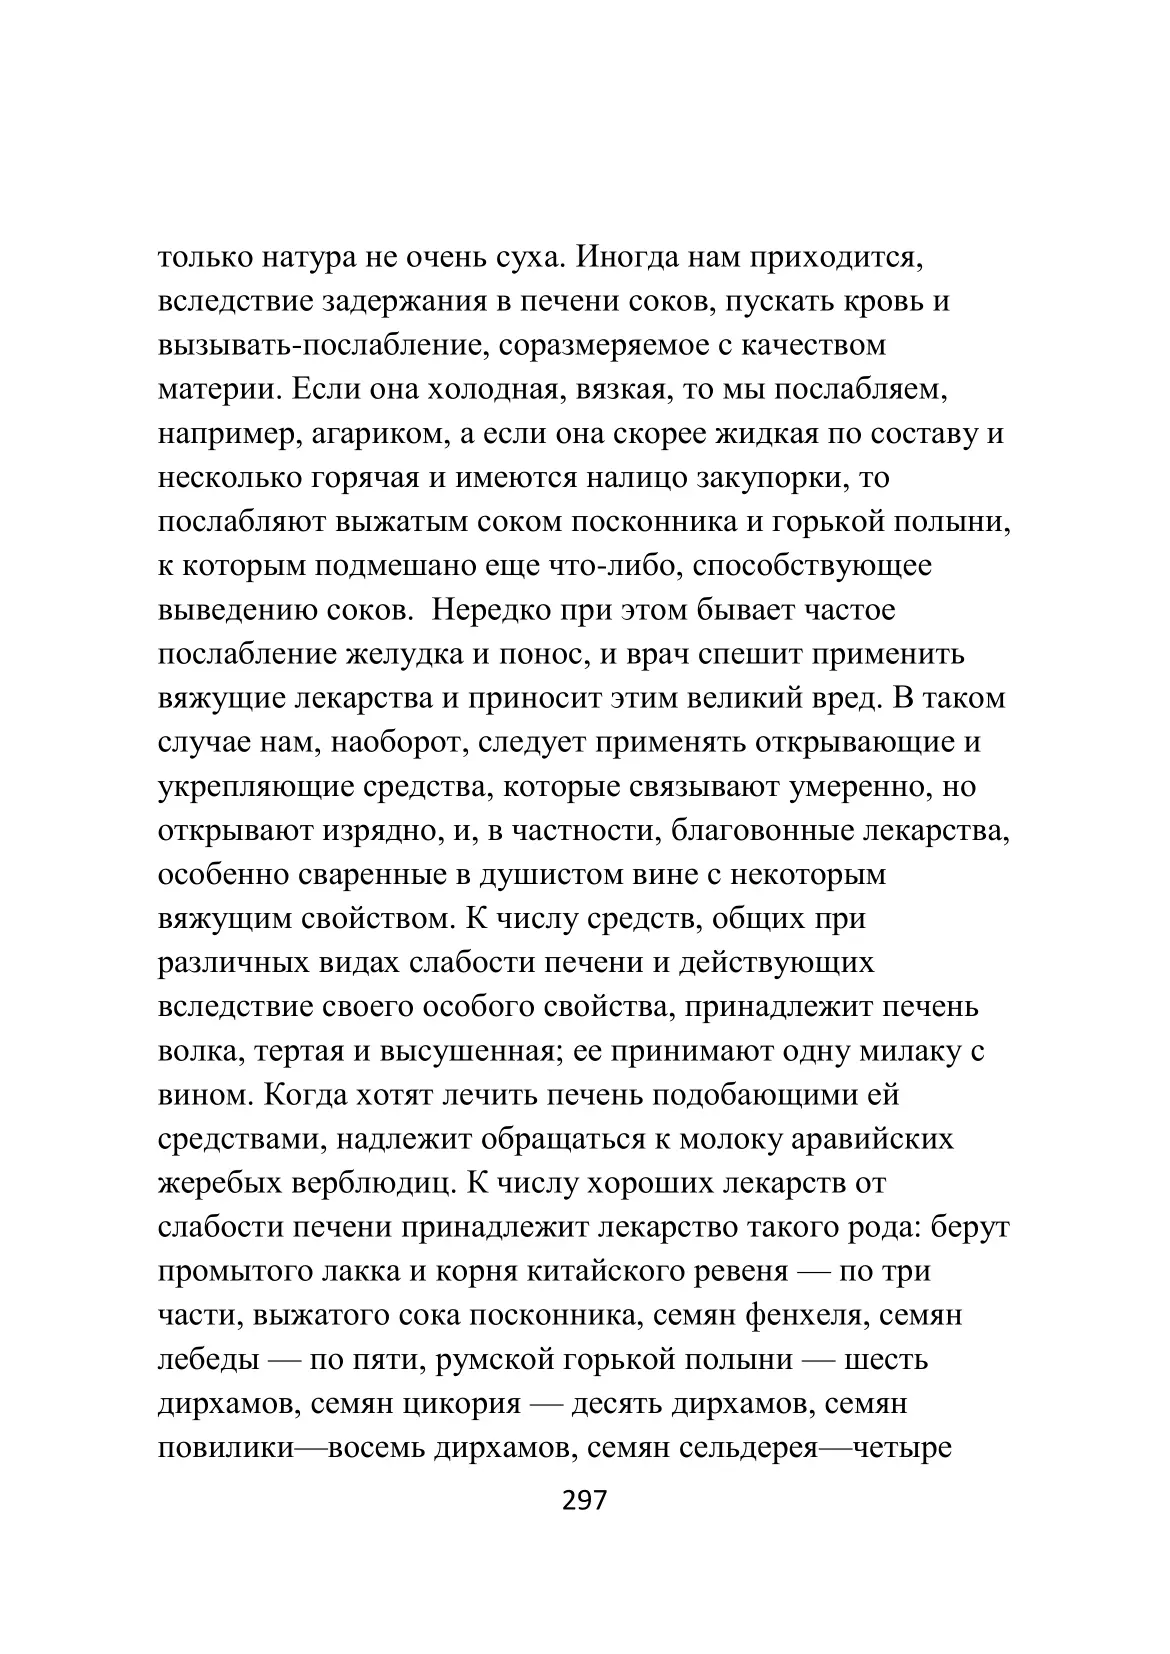 только натура не очень суха. Иногда нам приходится,
вследствие задержания в печени соков, пускать кровь и
вызывать-послабление, соразмеряемое с качеством
материи. Если она холодная, вязкая, то мы послабляем,
например, агариком, а если она скорее жидкая по составу и
несколько горячая и имеются налицо закупорки, то
послабляют выжатым соком посконника и горькой полыни,
к которым подмешано еще что-либо, способствующее
выведению соков.  Нередко при этом бывает частое
послабление желудка и понос, и врач спешит применить
вяжущие лекарства и приносит этим великий вред. В таком
случае нам, наоборот, следует применять открывающие и
укрепляющие средства, которые связывают умеренно, но
открывают изрядно, и, в частности, благовонные лекарства,
особенно сваренные в душистом вине с некоторым
вяжущим свойством. К числу средств, общих при
различных видах слабости печени и действующих
вследствие своего особого свойства, принадлежит печень
волка, тертая и высушенная; ее принимают одну милаку с
вином. Когда хотят лечить печень подобающими ей
средствами, надлежит обращаться к молоку аравийских
жеребых верблюдиц. К числу хороших лекарств от
слабости печени принадлежит лекарство такого рода: берут
промытого лакка и корня китайского ревеня — по три
части, выжатого сока посконника, семян фенхеля, семян
лебеды — по пяти, румской горькой полыни — шесть
дирхамов, семян цикория — десять дирхамов, семян
повилики—восемь дирхамов, семян сельдерея—четыре
297